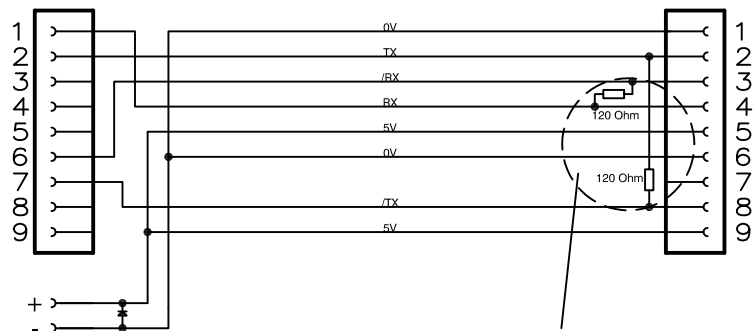 1 0V 1
2 TX 2
3 /RX 3
4 RX 4
120 Ohm
5 5V 5
6 0V 6
7 120 Ohm 7
8 /TX 8
9 5V 9
+
-